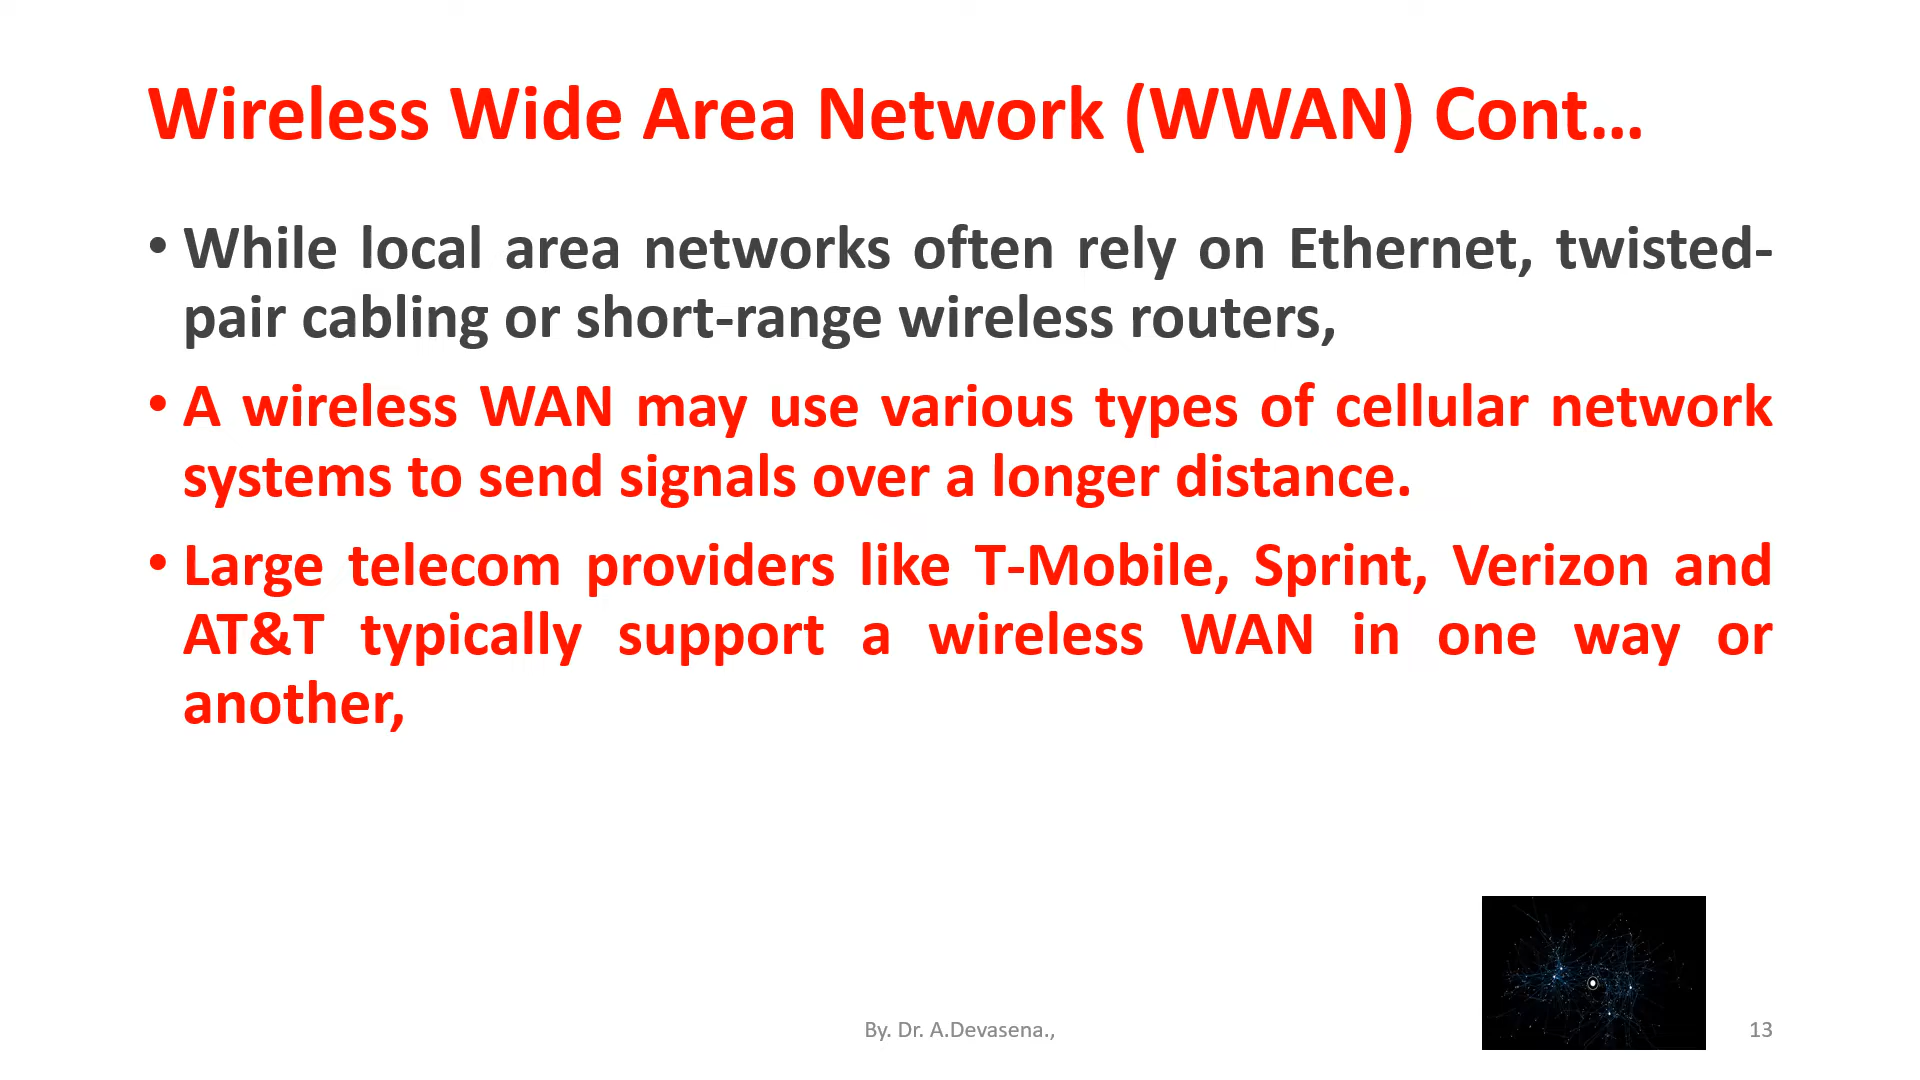 Wireless Wide Area Network (WWAN) Cont...
• While local area networks often rely on Ethernet, twisted-
pair cabling or short-range wireless routers,
• A wireless WAN may use various types of cellular network
systems to send signals over a longer distance.
• Large telecom providers like T-Mobile, Sprint, Verizon and
AT&T typically support a wireless WAN in one way or
another,
By. Dr. A.Devasena.,
13